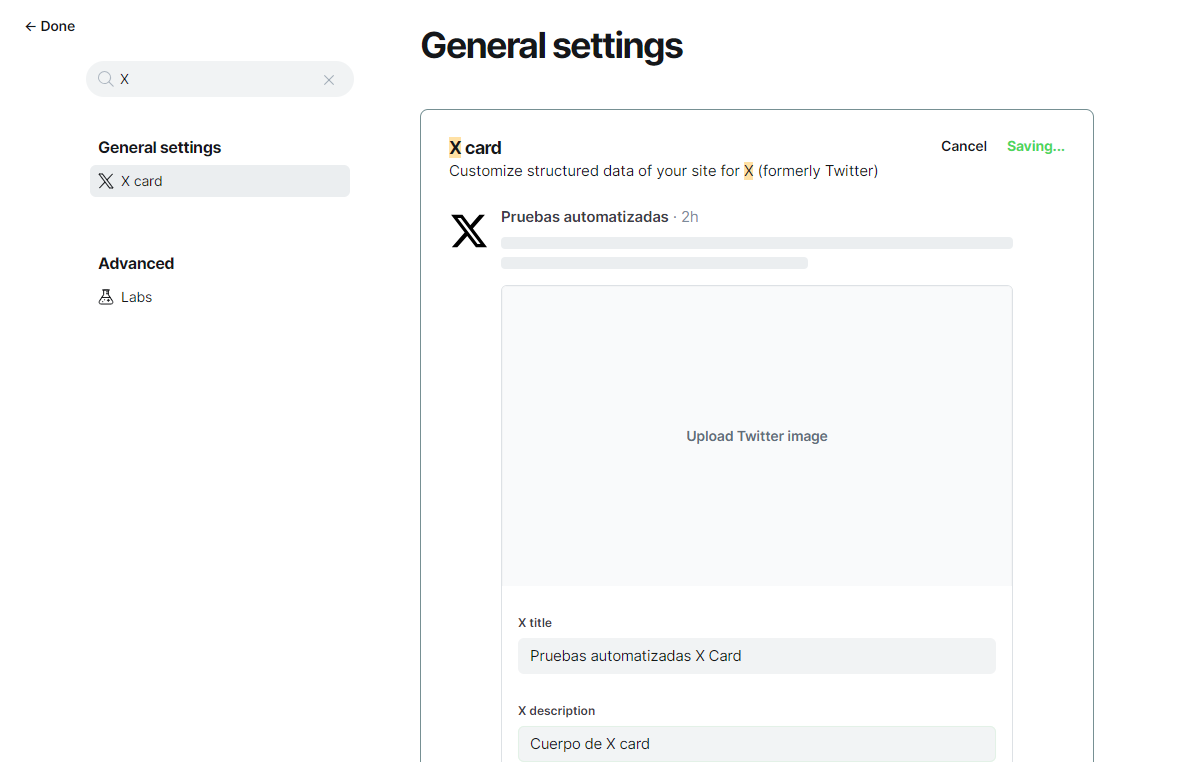 ← Done
X
General settings
X card
Advanced
Labs
General settings
X card
Cancel
Saving...
Customize structured data of your site for X (formerly Twitter)
Pruebas automatizadas · 2h
Upload Twitter image
X title
Pruebas automatizadas X Card
X description
Cuerpo de X card